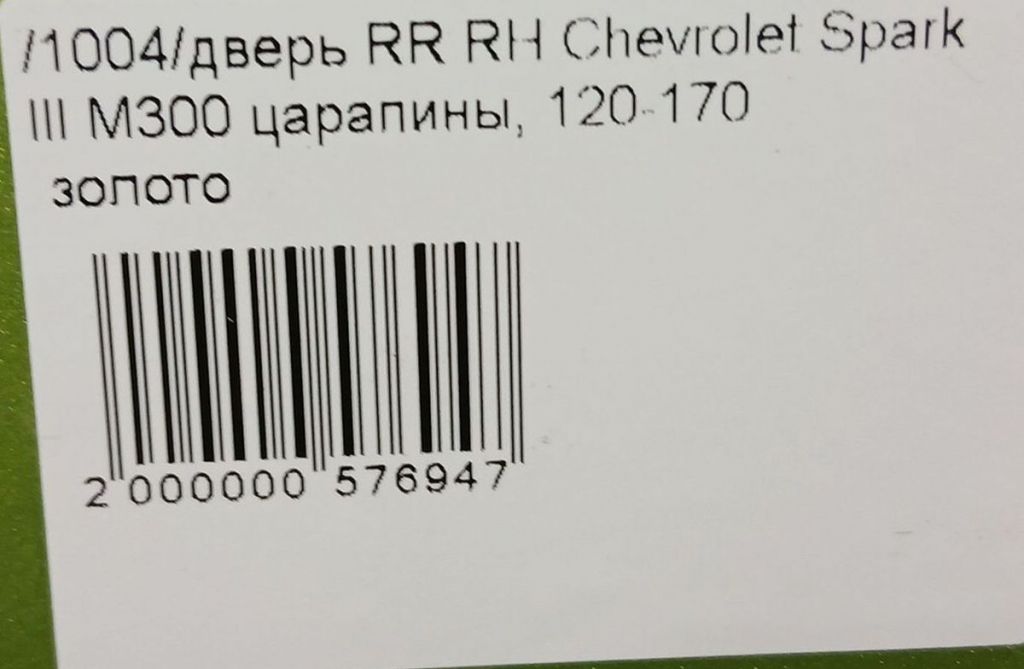 /1004/дверь RR RH Chevrolet Spark
III M300 царапины, 120-170
золото
2 000000 576947